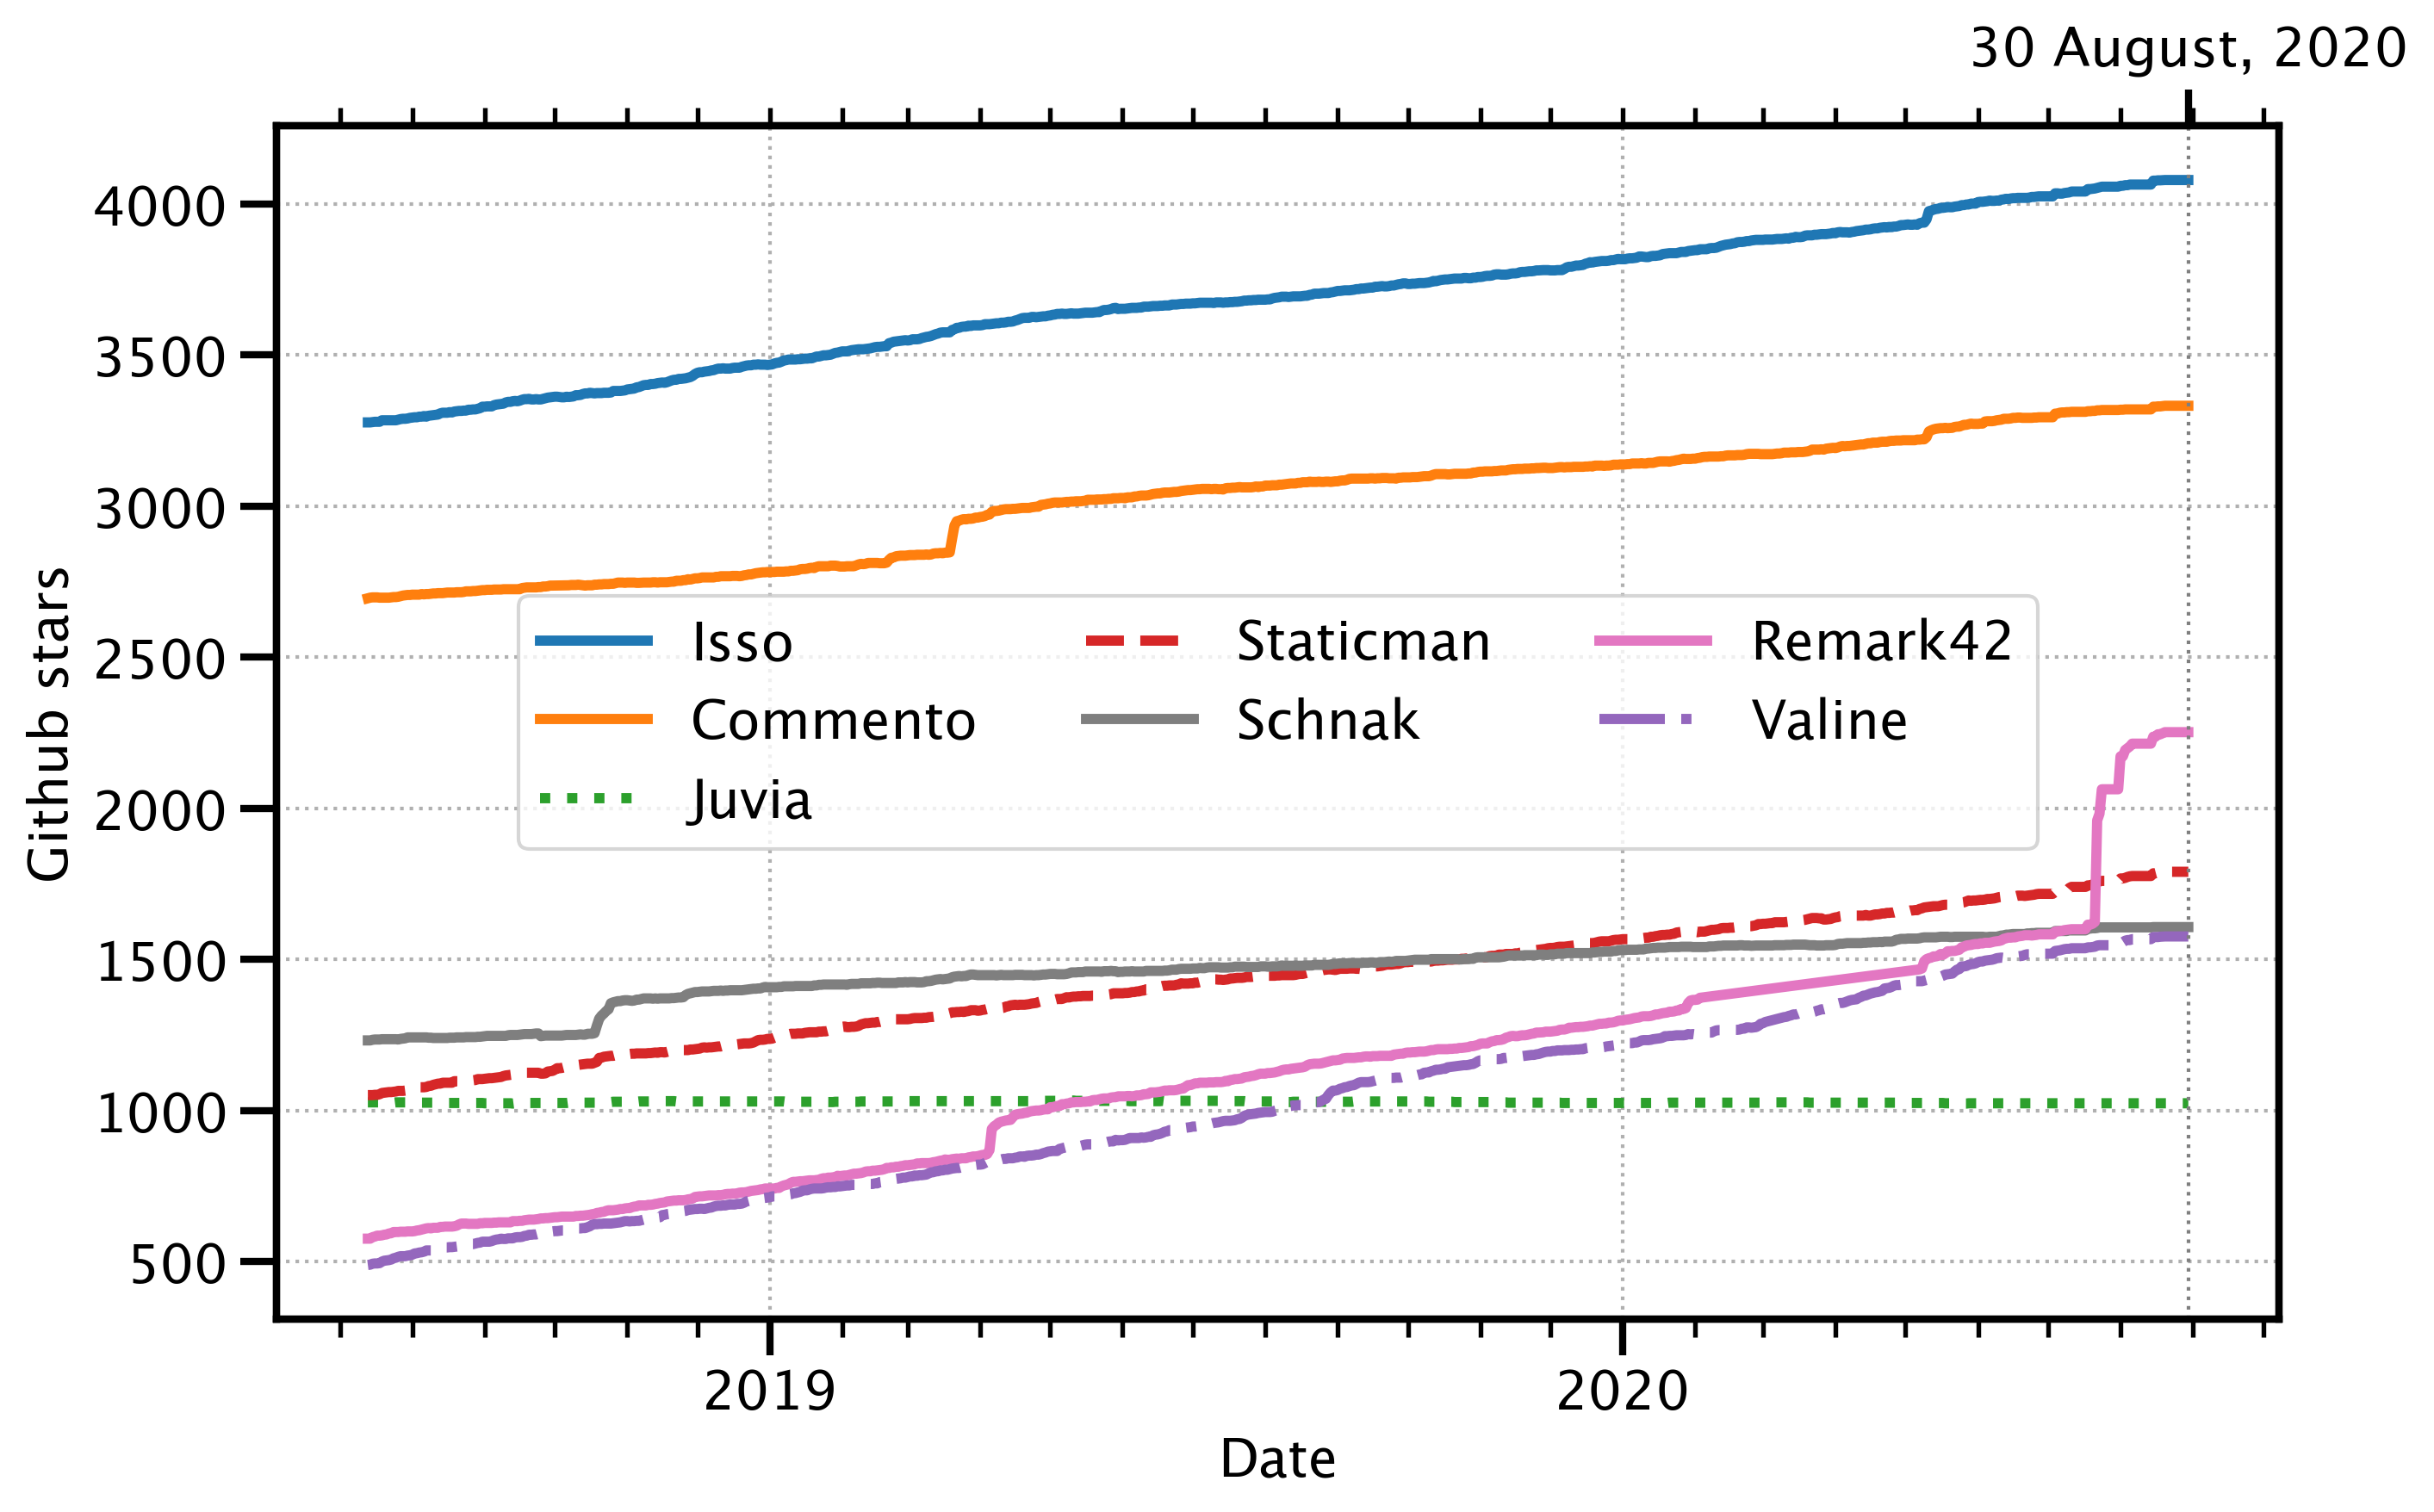 30 August, 2020
4000
3500
3000
2500
2000
1500
1000
500
Github stars
Isso
Commento
Juvia
Staticman
Schnak
Remark42
Valine
2019
2020
Date